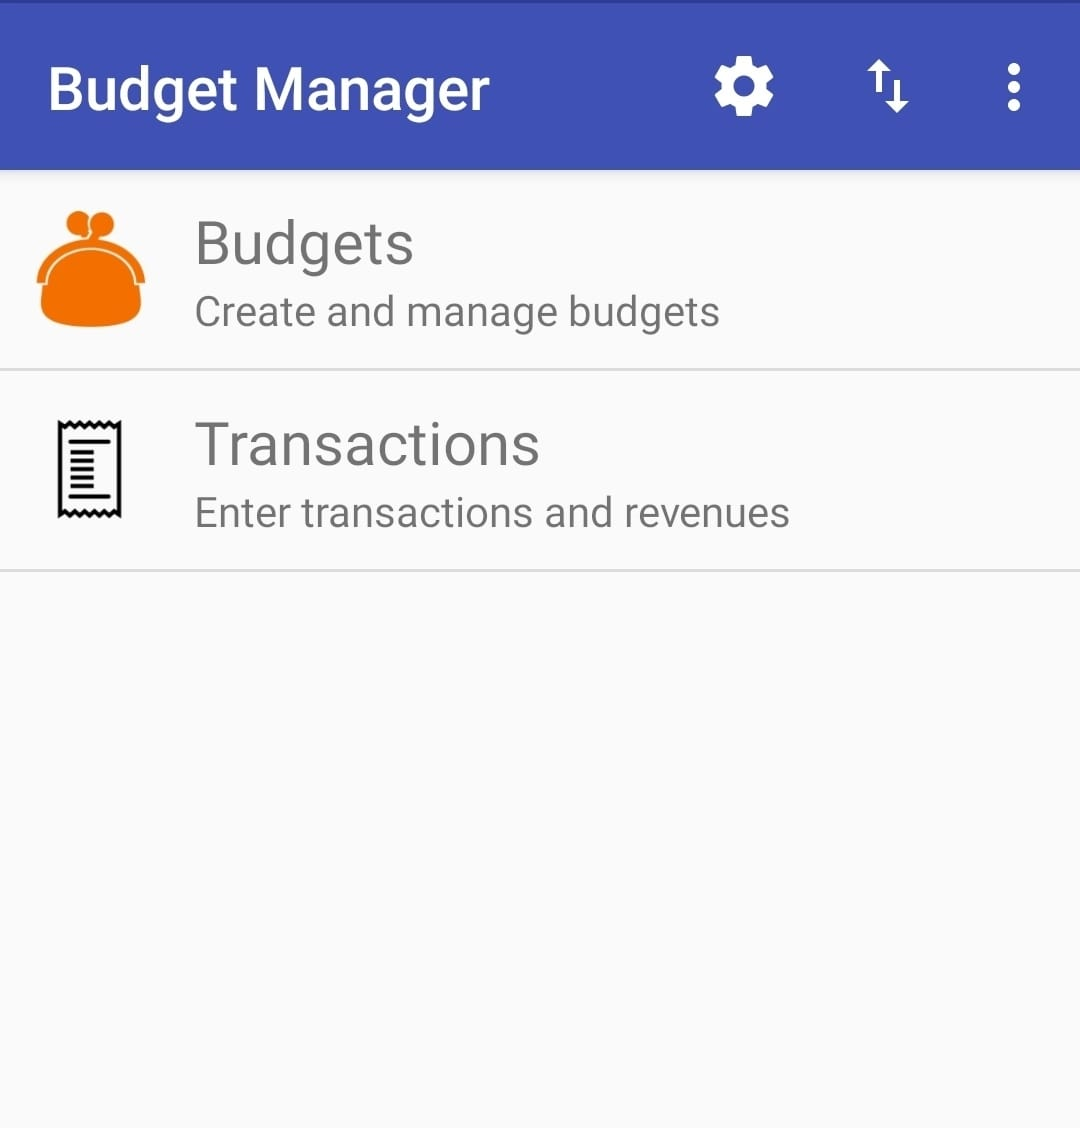 Budget Manager
Budgets
Create and manage budgets
Transactions
Enter transactions and revenues